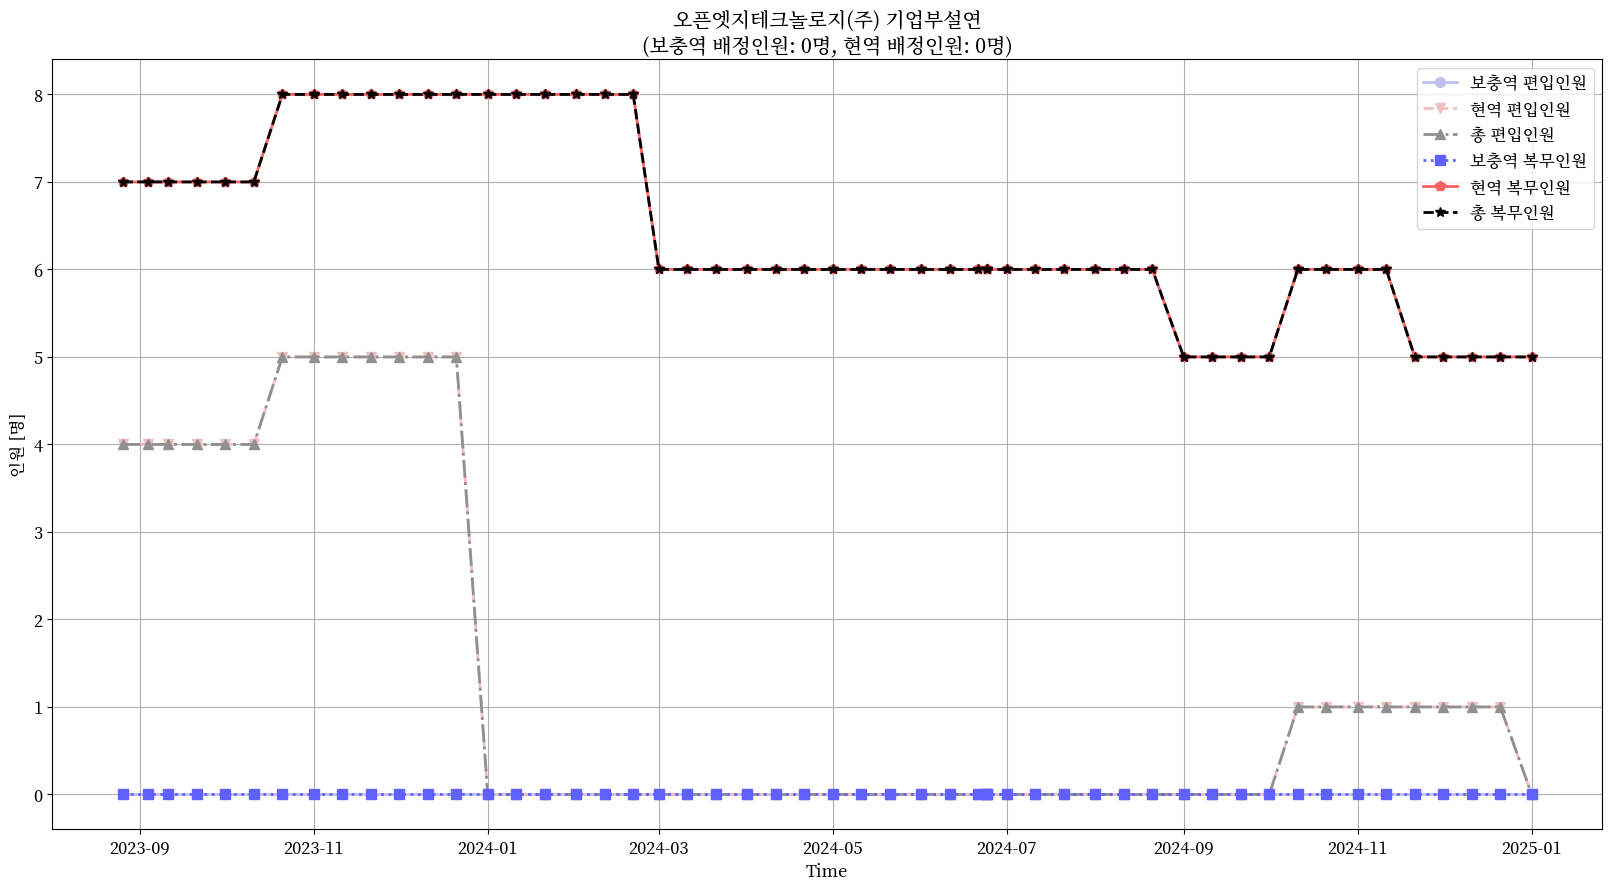 오픈엣지테크놀로지(주) 기업부설연
(보충역 배정인원: 0명, 현역 배정인원: 0명)
보충역 편입인원
현역 편입인원
총 편입인원
보충역 복무인원
현역 복무인원
총 복무인원
인원 [명]
8
7
6
5
4
3
2
1
0
2023-09
2023-11
2024-01
2024-03
2024-05
2024-07
2024-09
2024-11
2025-01
Time